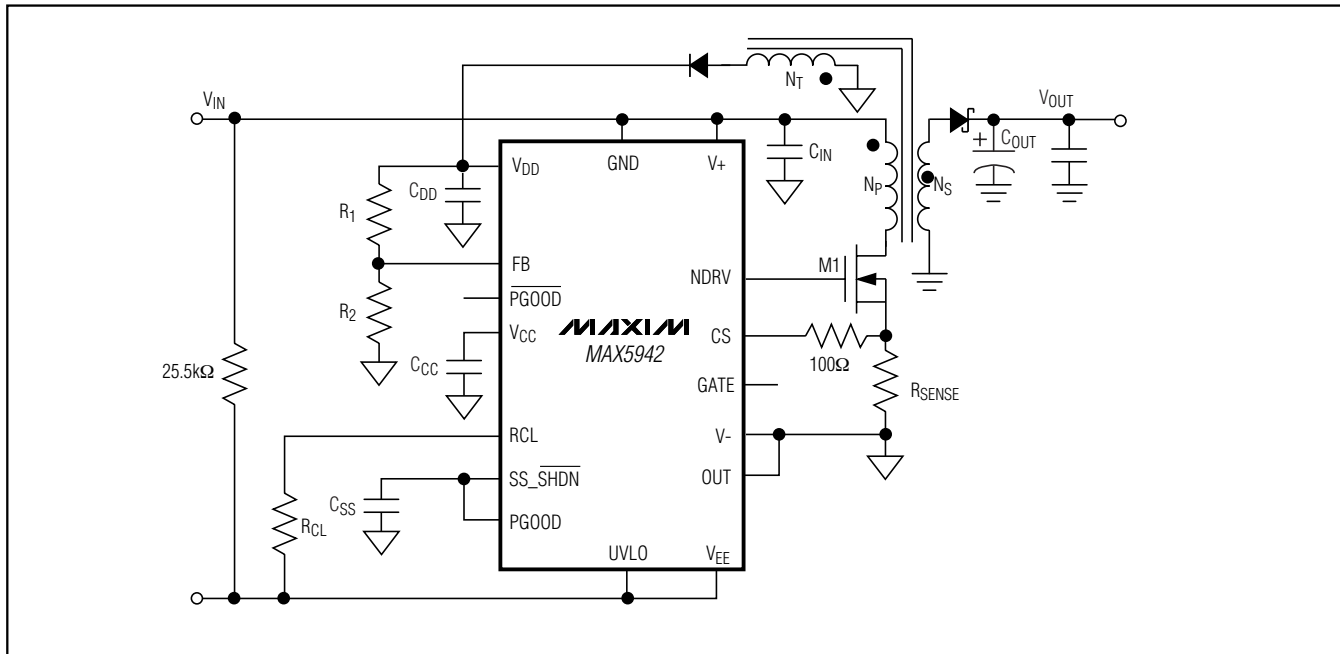 N_T
V_IN
V_OUT
C_OUT
+
GND
V+
C_IN
V_DD
C_DD
N_P
N_S
R_1
FB
NDRV
M1
PGOOD
R_2
V_CC
MAXIM
MAX5942
CS
100Ω
C_CC
25.5kΩ
GATE
R_SENSE
RCL
V-
SS_SHDN
OUT
C_SS
R_CL
PGOOD
UVLO
V_EE